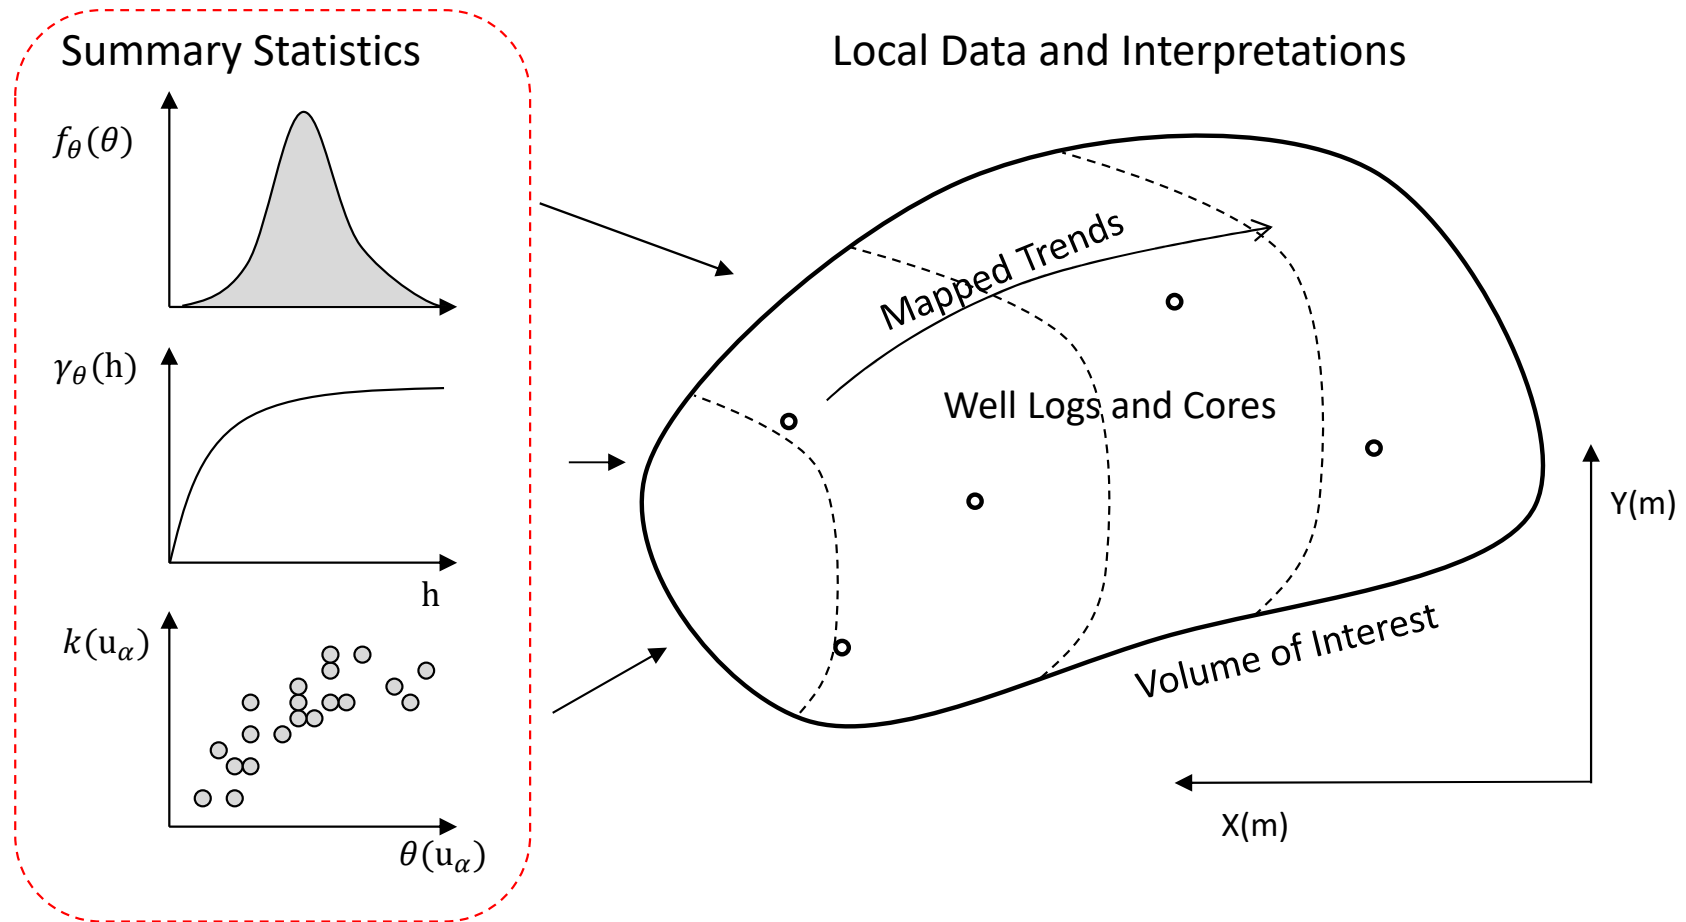 Summary Statistics
Local Data and Interpretations
f_θ(θ)
γ_θ(h)
h
k(u_α)
θ(u_α)
Mapped Trends
Well Logs and Cores
Volume of Interest
Y(m)
X(m)